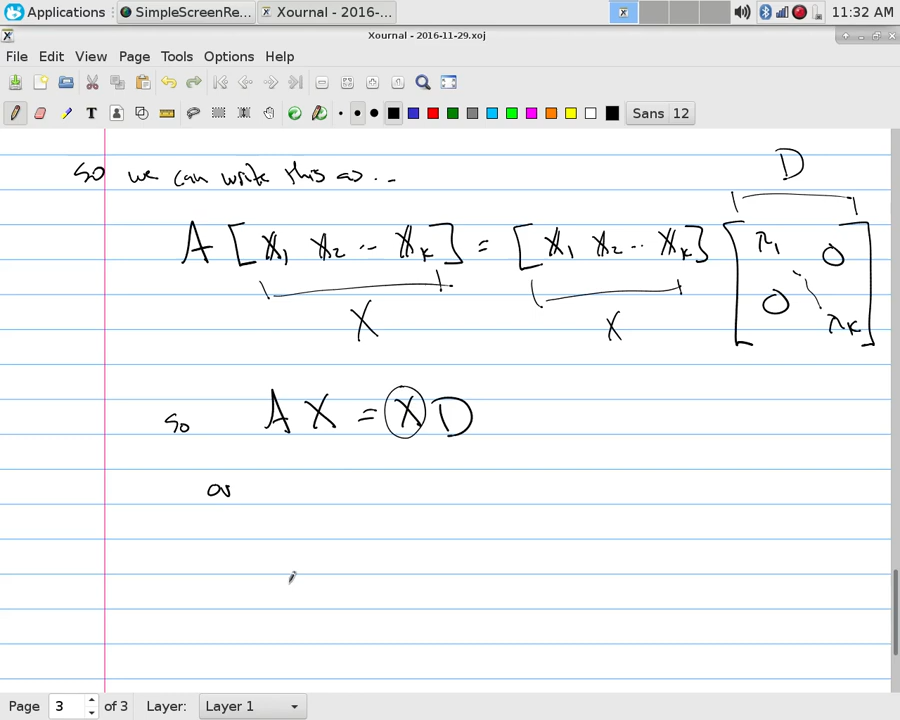 Applications SimpleScreenRe... Xournal - 2016-... 11:32 AM
Xournal - 2016-11-29.xoj
File Edit View Page Tools Options Help
Sans 12
so we can write this as...
D
A [X₁ X₂ ... Xₖ] = [X₁ X₂ ... Xₖ] [λ₁ 0
0 λₖ]
X X
so A X = X D
or
Page 3 of 3 Layer: Layer 1